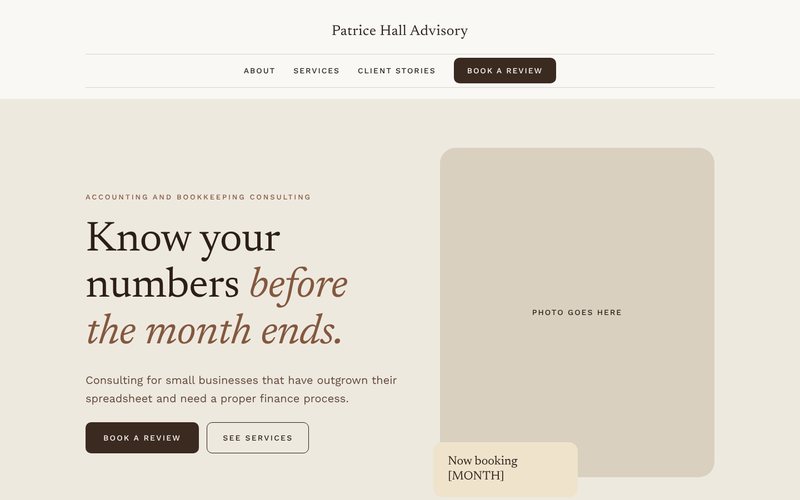 Patrice Hall Advisory
ABOUT SERVICES CLIENT STORIES BOOK A REVIEW
ACCOUNTING AND BOOKKEEPING CONSULTING
Know your
numbers before
the month ends.
Consulting for small businesses that have outgrown their
spreadsheet and need a proper finance process.
BOOK A REVIEW SEE SERVICES
PHOTO GOES HERE
Now booking
[MONTH]